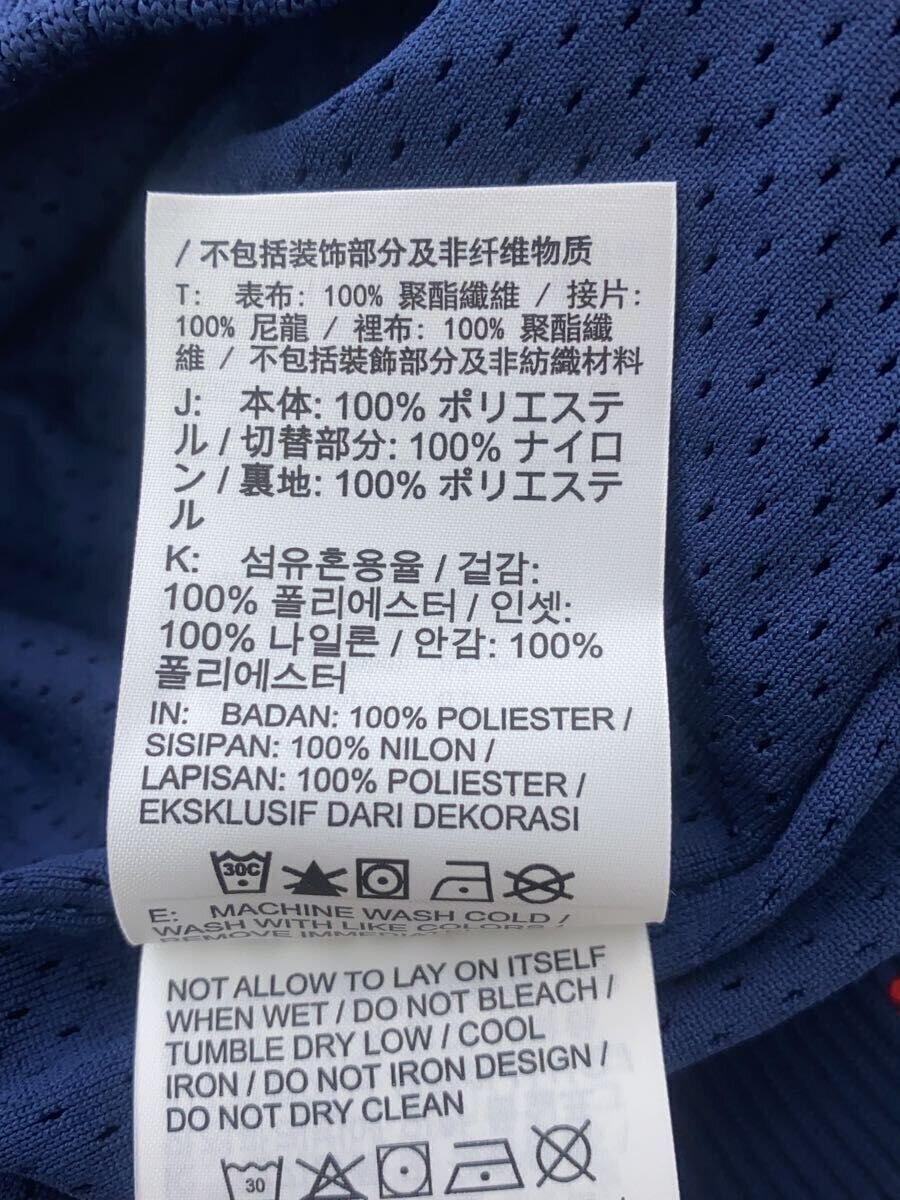 / 不包括装饰部分及非纤维物质
T: 表布: 100% 聚酯纖維 / 接片:
100% 尼龍 / 裡布: 100% 聚酯纖
維 / 不包括裝飾部分及非紡織材料
J: 本体: 100% ポリエステ
ル / 切替部分: 100% ナイロ
ン / 裏地: 100% ポリエステ
ル
K: 섬유혼용율 / 겉감:
100% 폴리에스터 / 인셋:
100% 나일론 / 안감: 100%
폴리에스터
IN: BADAN: 100% POLIESTER /
SISIPAN: 100% NILON /
LAPISAN: 100% POLIESTER /
EKSKLUSIF DARI DEKORASI
30C
E: MACHINE WASH COLD /
WASH WITH LIKE COLORS /
REMOVE
NOT ALLOW TO LAY ON ITSELF
WHEN WET / DO NOT BLEACH /
TUMBLE DRY LOW / COOL
IRON / DO NOT IRON DESIGN /
DO NOT DRY CLEAN
30